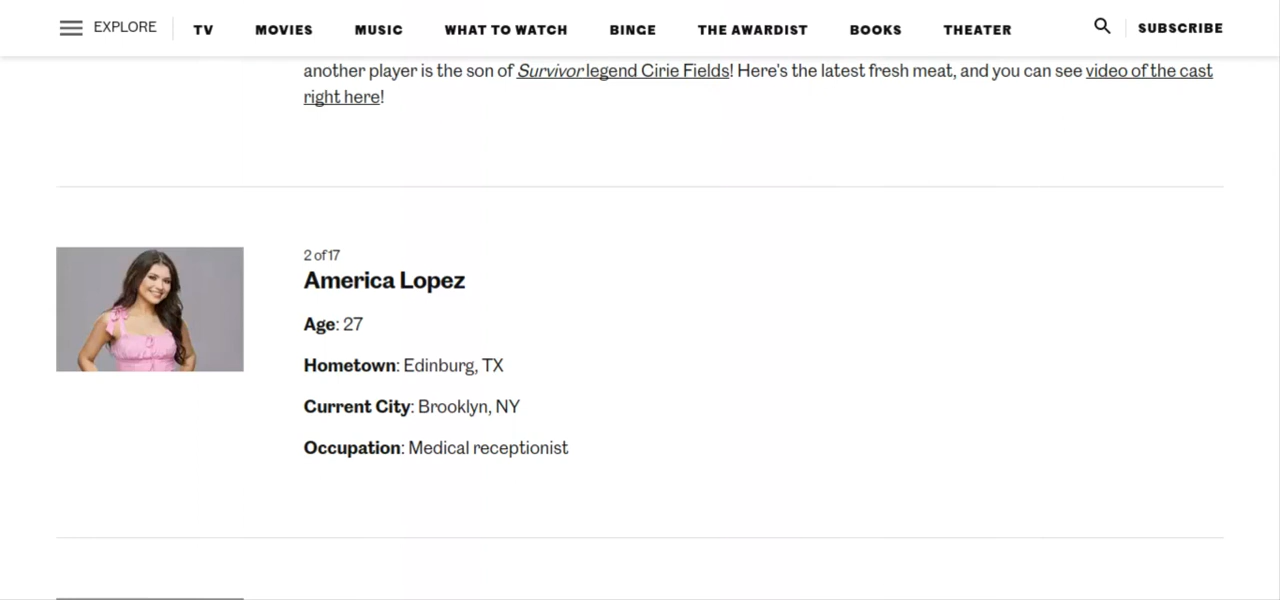 EXPLORE TV MOVIES MUSIC WHAT TO WATCH BINGE THE AWARDIST BOOKS THEATER SUBSCRIBE
another player is the son of Survivor legend Cirie Fields! Here's the latest fresh meat, and you can see video of the cast
right here!
2 of 17
America Lopez
Age: 27
Hometown: Edinburg, TX
Current City: Brooklyn, NY
Occupation: Medical receptionist